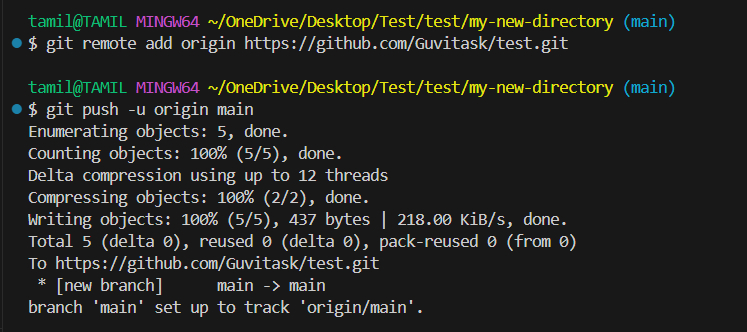 tamil@TAMIL MINGW64 ~/OneDrive/Desktop/Test/test/my-new-directory (main)
$ git remote add origin https://github.com/Guvitask/test.git
tamil@TAMIL MINGW64 ~/OneDrive/Desktop/Test/test/my-new-directory (main)
$ git push -u origin main
Enumerating objects: 5, done.
Counting objects: 100% (5/5), done.
Delta compression using up to 12 threads
Compressing objects: 100% (2/2), done.
Writing objects: 100% (5/5), 437 bytes | 218.00 KiB/s, done.
Total 5 (delta 0), reused 0 (delta 0), pack-reused 0 (from 0)
To https://github.com/Guvitask/test.git
 * [new branch]      main -> main
branch 'main' set up to track 'origin/main'.